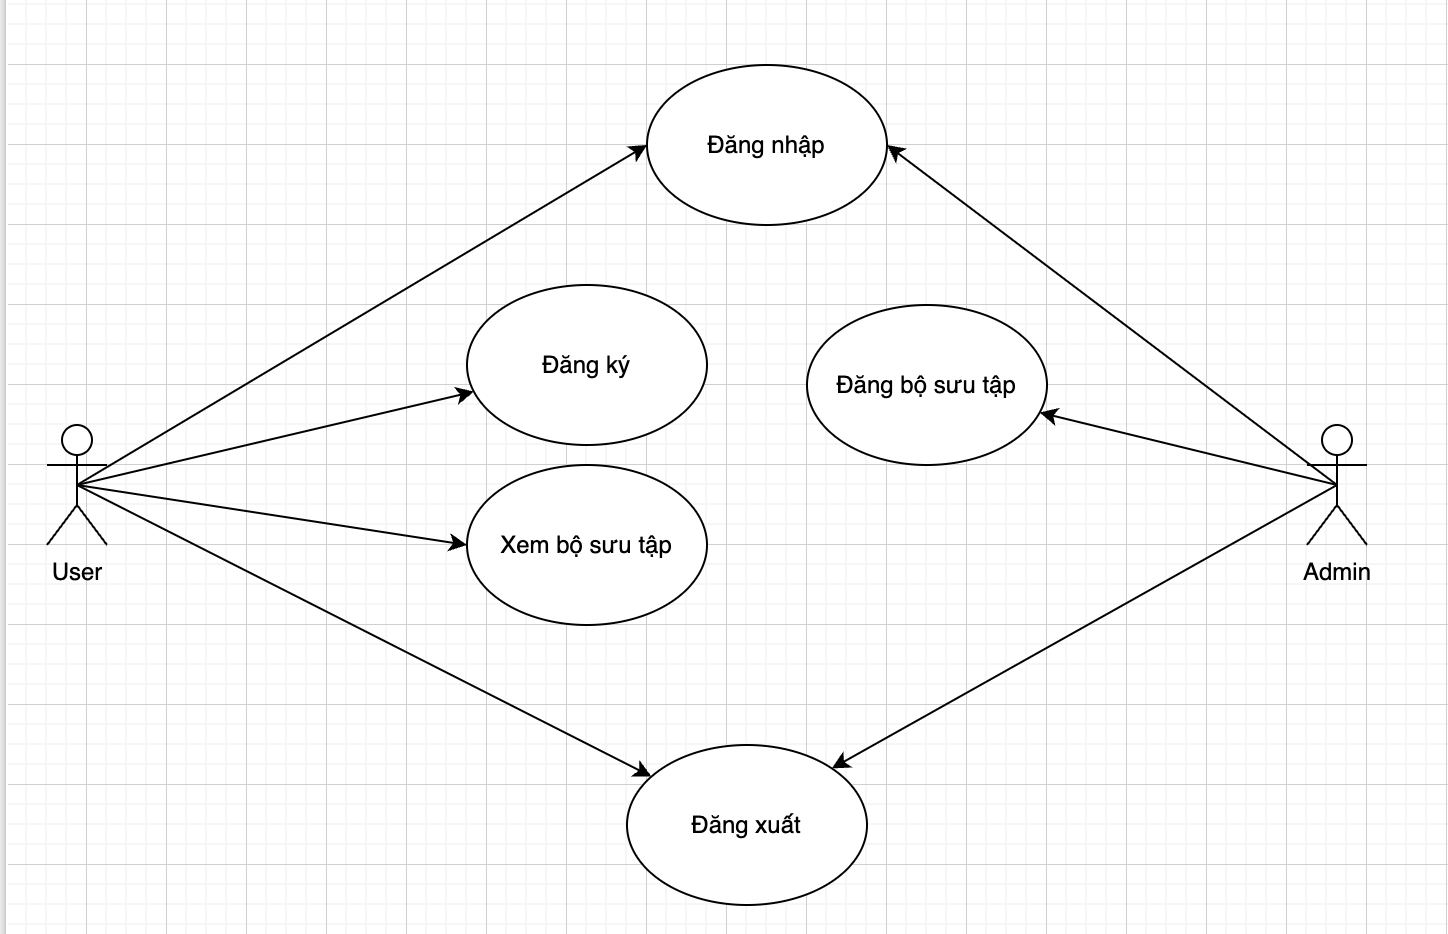 Đăng nhập
Đăng ký
Đăng bộ sưu tập
Xem bộ sưu tập
User
Admin
Đăng xuất